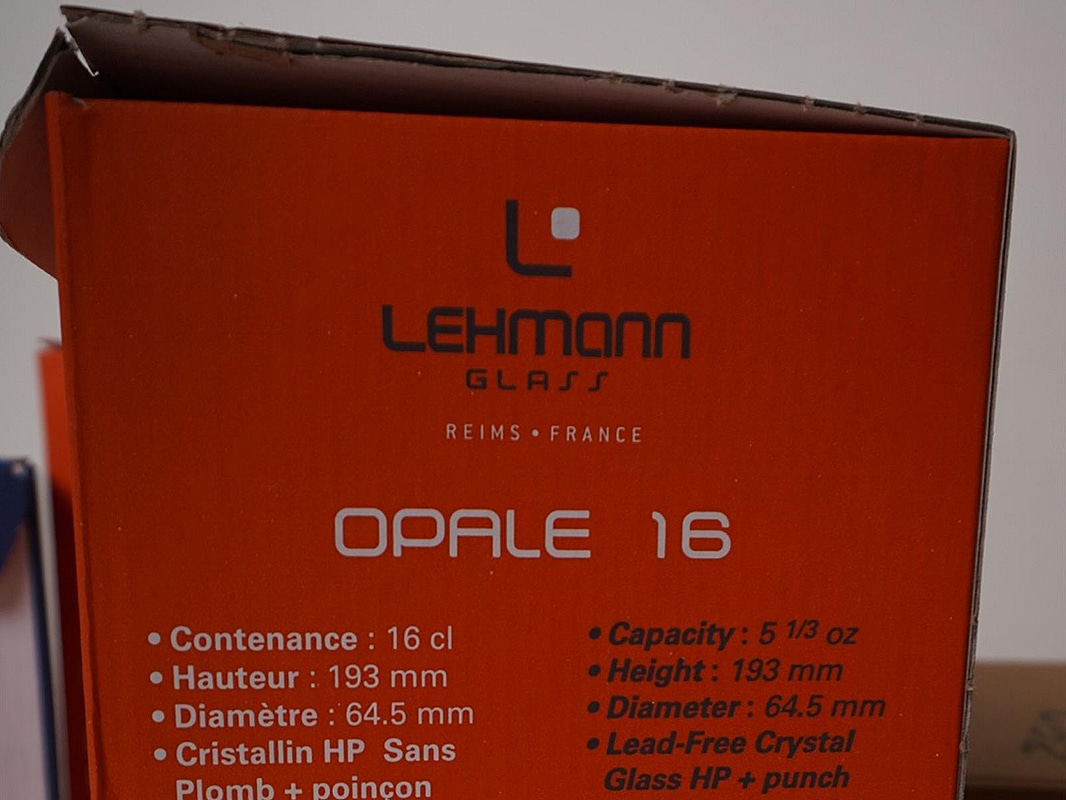 L
LEHMANN
GLASS
REIMS • FRANCE
OPALE 16
• Contenance : 16 cl
• Hauteur : 193 mm
• Diamètre : 64.5 mm
• Cristallin HP Sans
Plomb + poinçon
• Capacity : 5 1/3 oz
• Height : 193 mm
• Diameter : 64.5 mm
• Lead-Free Crystal
Glass HP + punch